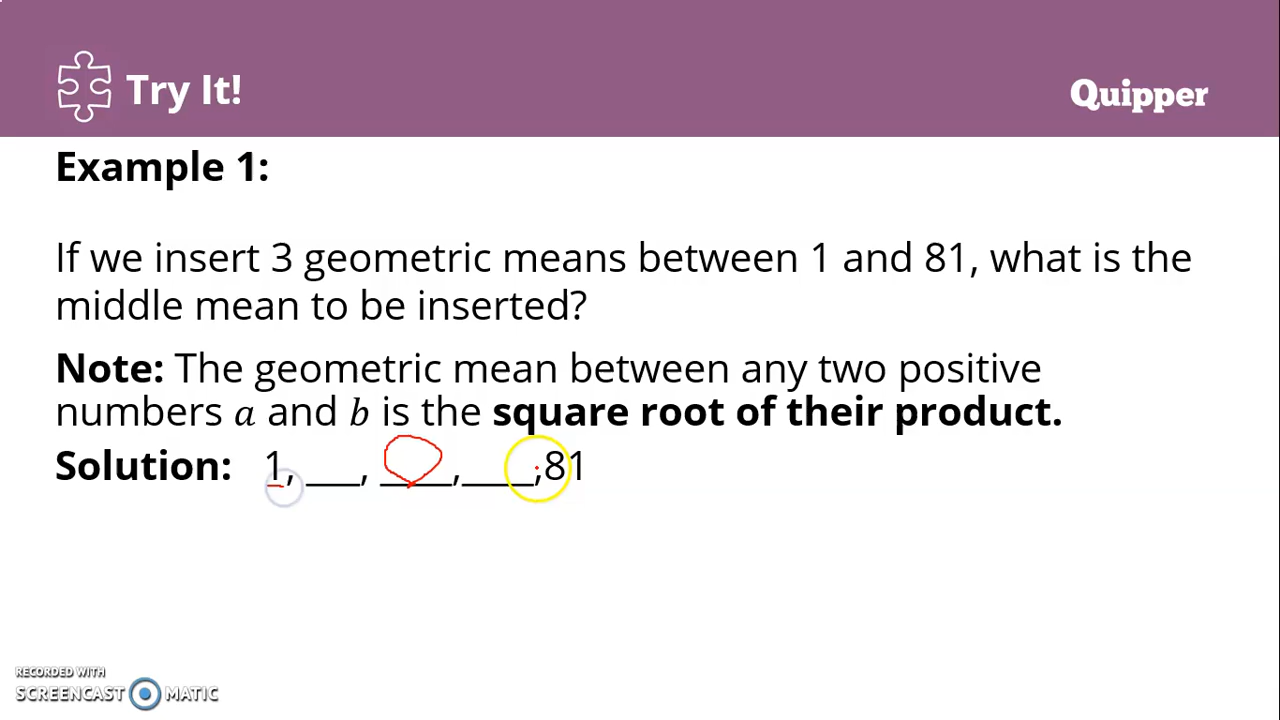 Try It!
Quipper
Example 1:
If we insert 3 geometric means between 1 and 81, what is the
middle mean to be inserted?
Note: The geometric mean between any two positive
numbers a and b is the square root of their product.
Solution: 1, ___, ____,____,81
RECORDED WITH
SCREENCAST MATIC